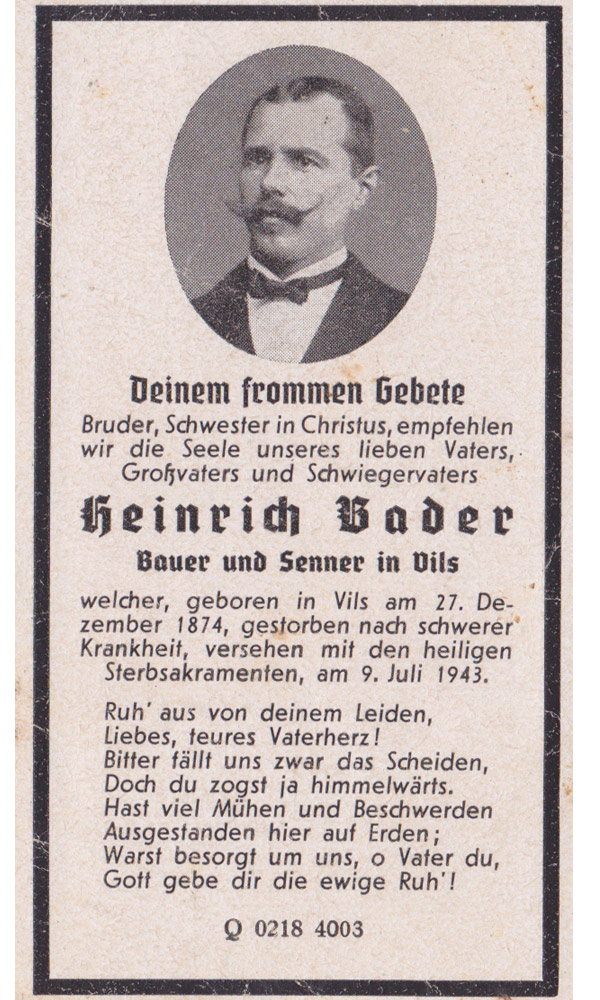 Deinem frommen Gebete
Bruder, Schwester in Christus, empfehlen
wir die Seele unseres lieben Vaters,
Großvaters und Schwiegervaters
Heinrich Bader
Bauer und Senner in Vils
welcher, geboren in Vils am 27. De-
zember 1874, gestorben nach schwerer
Krankheit, versehen mit den heiligen
Sterbsakramenten, am 9. Juli 1943.
Ruh' aus von deinem Leiden,
Liebes, teures Vaterherz!
Bitter fällt uns zwar das Scheiden,
Doch du zogst ja himmelwärts.
Hast viel Mühen und Beschwerden
Ausgestanden hier auf Erden;
Warst besorgt um uns, o Vater du,
Gott gebe dir die ewige Ruh'!
Q 0218 4003